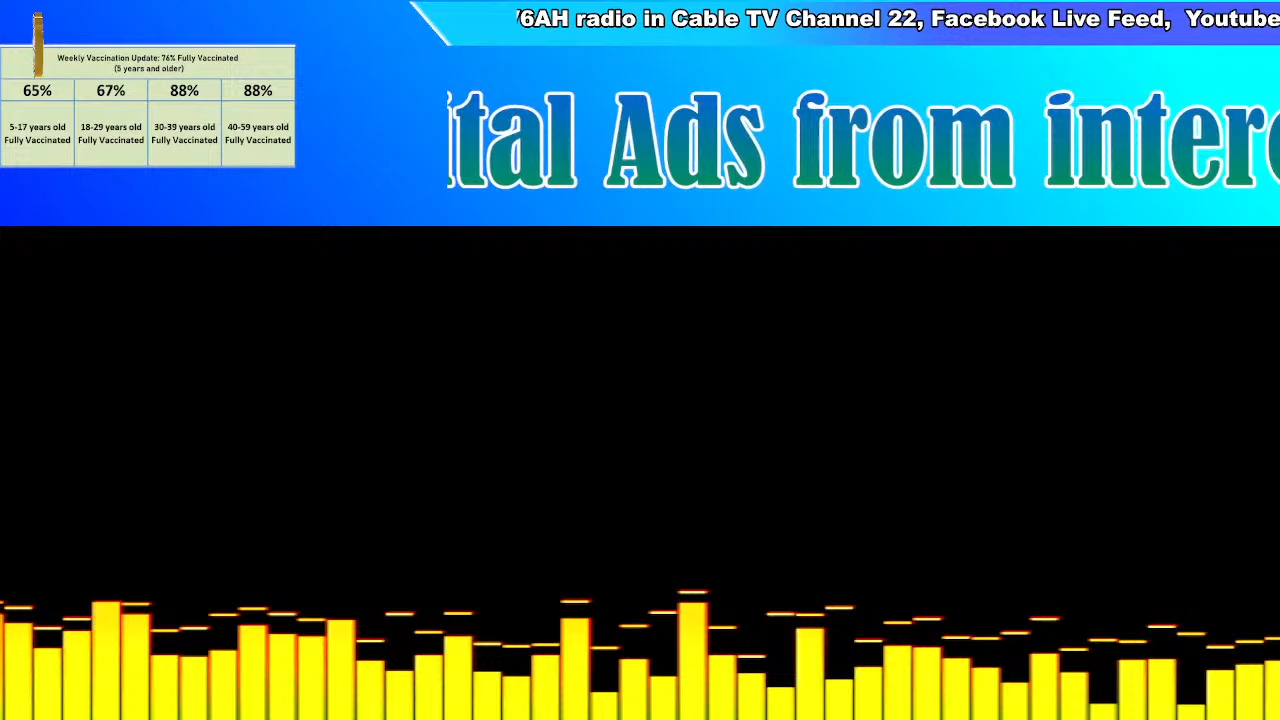 6AH radio in Cable TV Channel 22, Facebook Live Feed, Youtube
Weekly Vaccination Update: 76% Fully Vaccinated
(5 years and older)
65% 67% 88% 88%
5-17 years old 18-29 years old 30-39 years old 40-59 years old
Fully Vaccinated Fully Vaccinated Fully Vaccinated Fully Vaccinated
tal Ads from inter